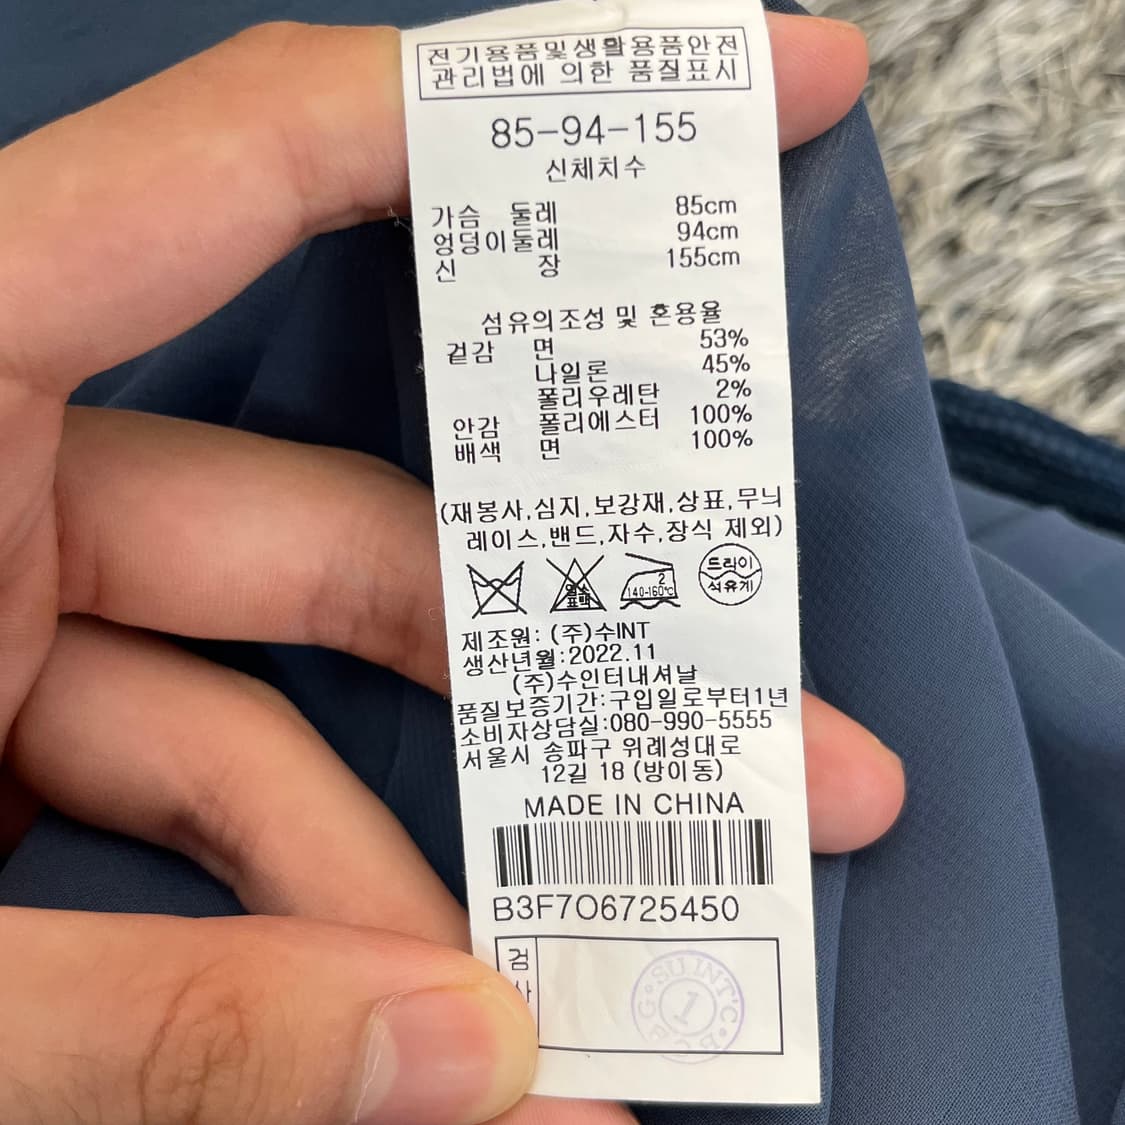 전기용품및생활용품안전
관리법에 의한 품질표시
85-94-155
신체치수
가슴 둘레 85cm
엉덩이둘레 94cm
신 장 155cm
섬유의조성 및 혼용율
겉감 면 53%
나일론 45%
폴리우레탄 2%
안감 폴리에스터 100%
배색 면 100%
(재봉사,심지,보강재,상표,무늬
레이스,밴드,자수,장식 제외)
염소
표백
2
140-160℃
드라이
석유계
제조원: (주)수INT
생산년월:2022.11
(주)수인터내셔날
품질보증기간:구입일로부터1년
소비자상담실:080-990-5555
서울시 송파구 위례성대로
12길 18 (방이동)
MADE IN CHINA
B3F7O6725450
검사
SU INT'C
1